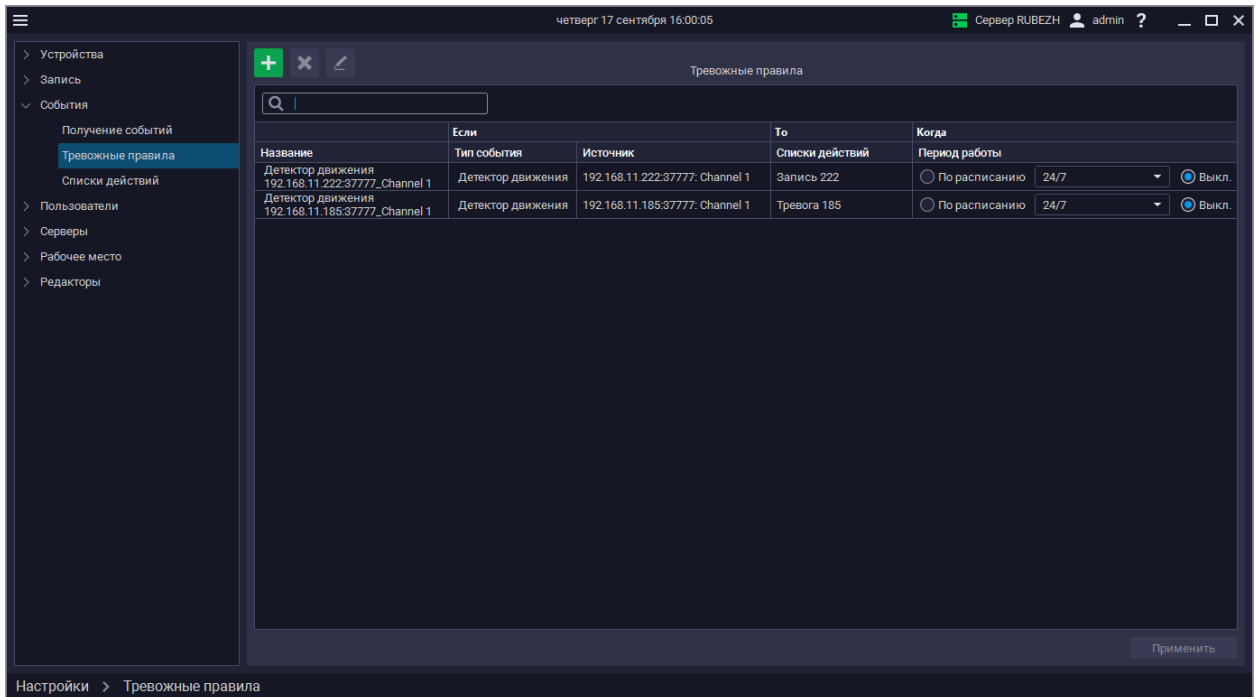 четверг 17 сентября 16:00:05
Сервер RUBEZH admin ?
Устройства
Запись
События
Получение событий
Тревожные правила
Списки действий
Пользователи
Серверы
Рабочее место
Редакторы
Тревожные правила
Если То Когда
Название Тип события Источник Списки действий Период работы
Детектор движения
192.168.11.222:37777_Channel 1 Детектор движения 192.168.11.222:37777: Channel 1 Запись 222 По расписанию 24/7 Выкл.
Детектор движения
192.168.11.185:37777_Channel 1 Детектор движения 192.168.11.185:37777: Channel 1 Тревога 185 По расписанию 24/7 Выкл.
Применить
Настройки > Тревожные правила